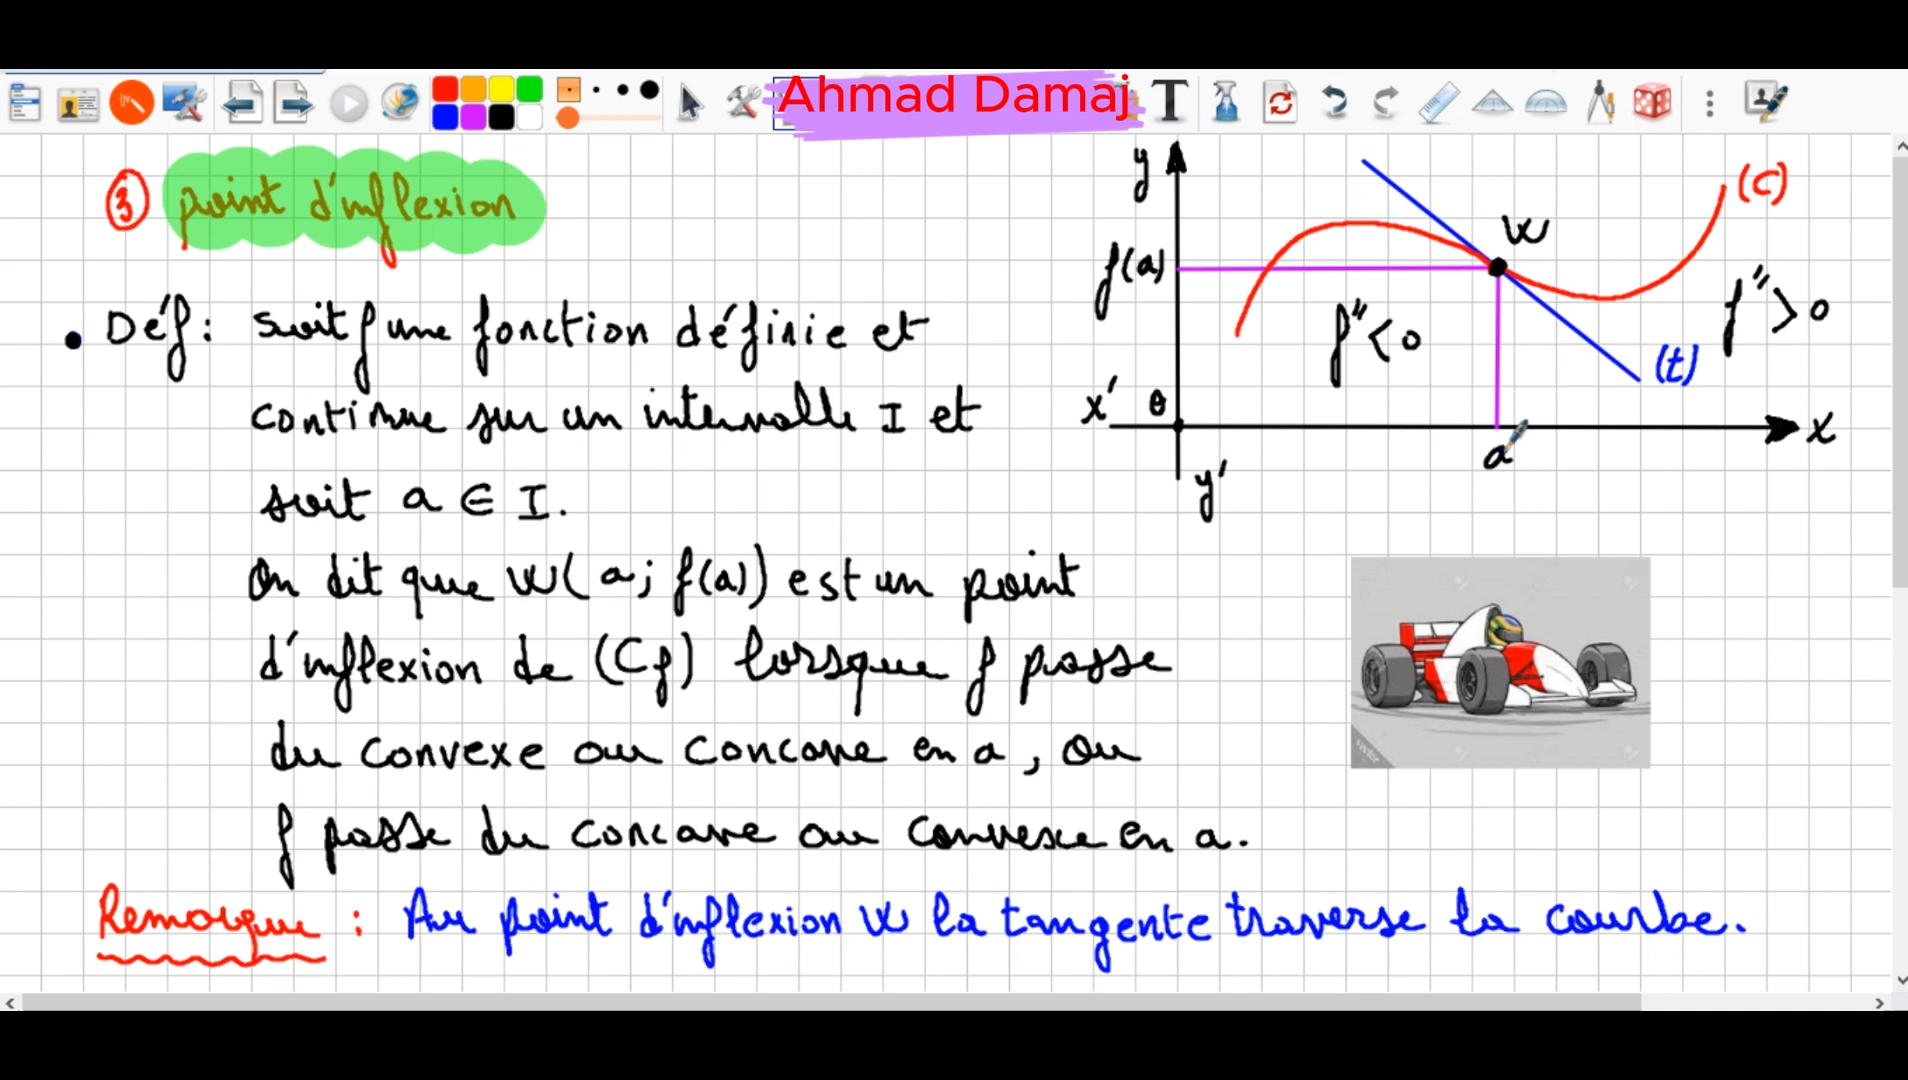 Ahmad Damaj
T
③ point d'inflexion
• Déf : soit f une fonction définie et
continue sur un intervalle I et
soit a ∈ I.
On dit que W( a ; f(a)) est un point
d'inflexion de (Cf) lorsque f passe
du convexe au concave en a, ou
f passe du concave au convexe en a.
Remarque : Au point d'inflexion W la tangente traverse la courbe.
y
(C)
W
f(a)
f''<0
f''>0
(t)
x'
o
x
a
y'
vector